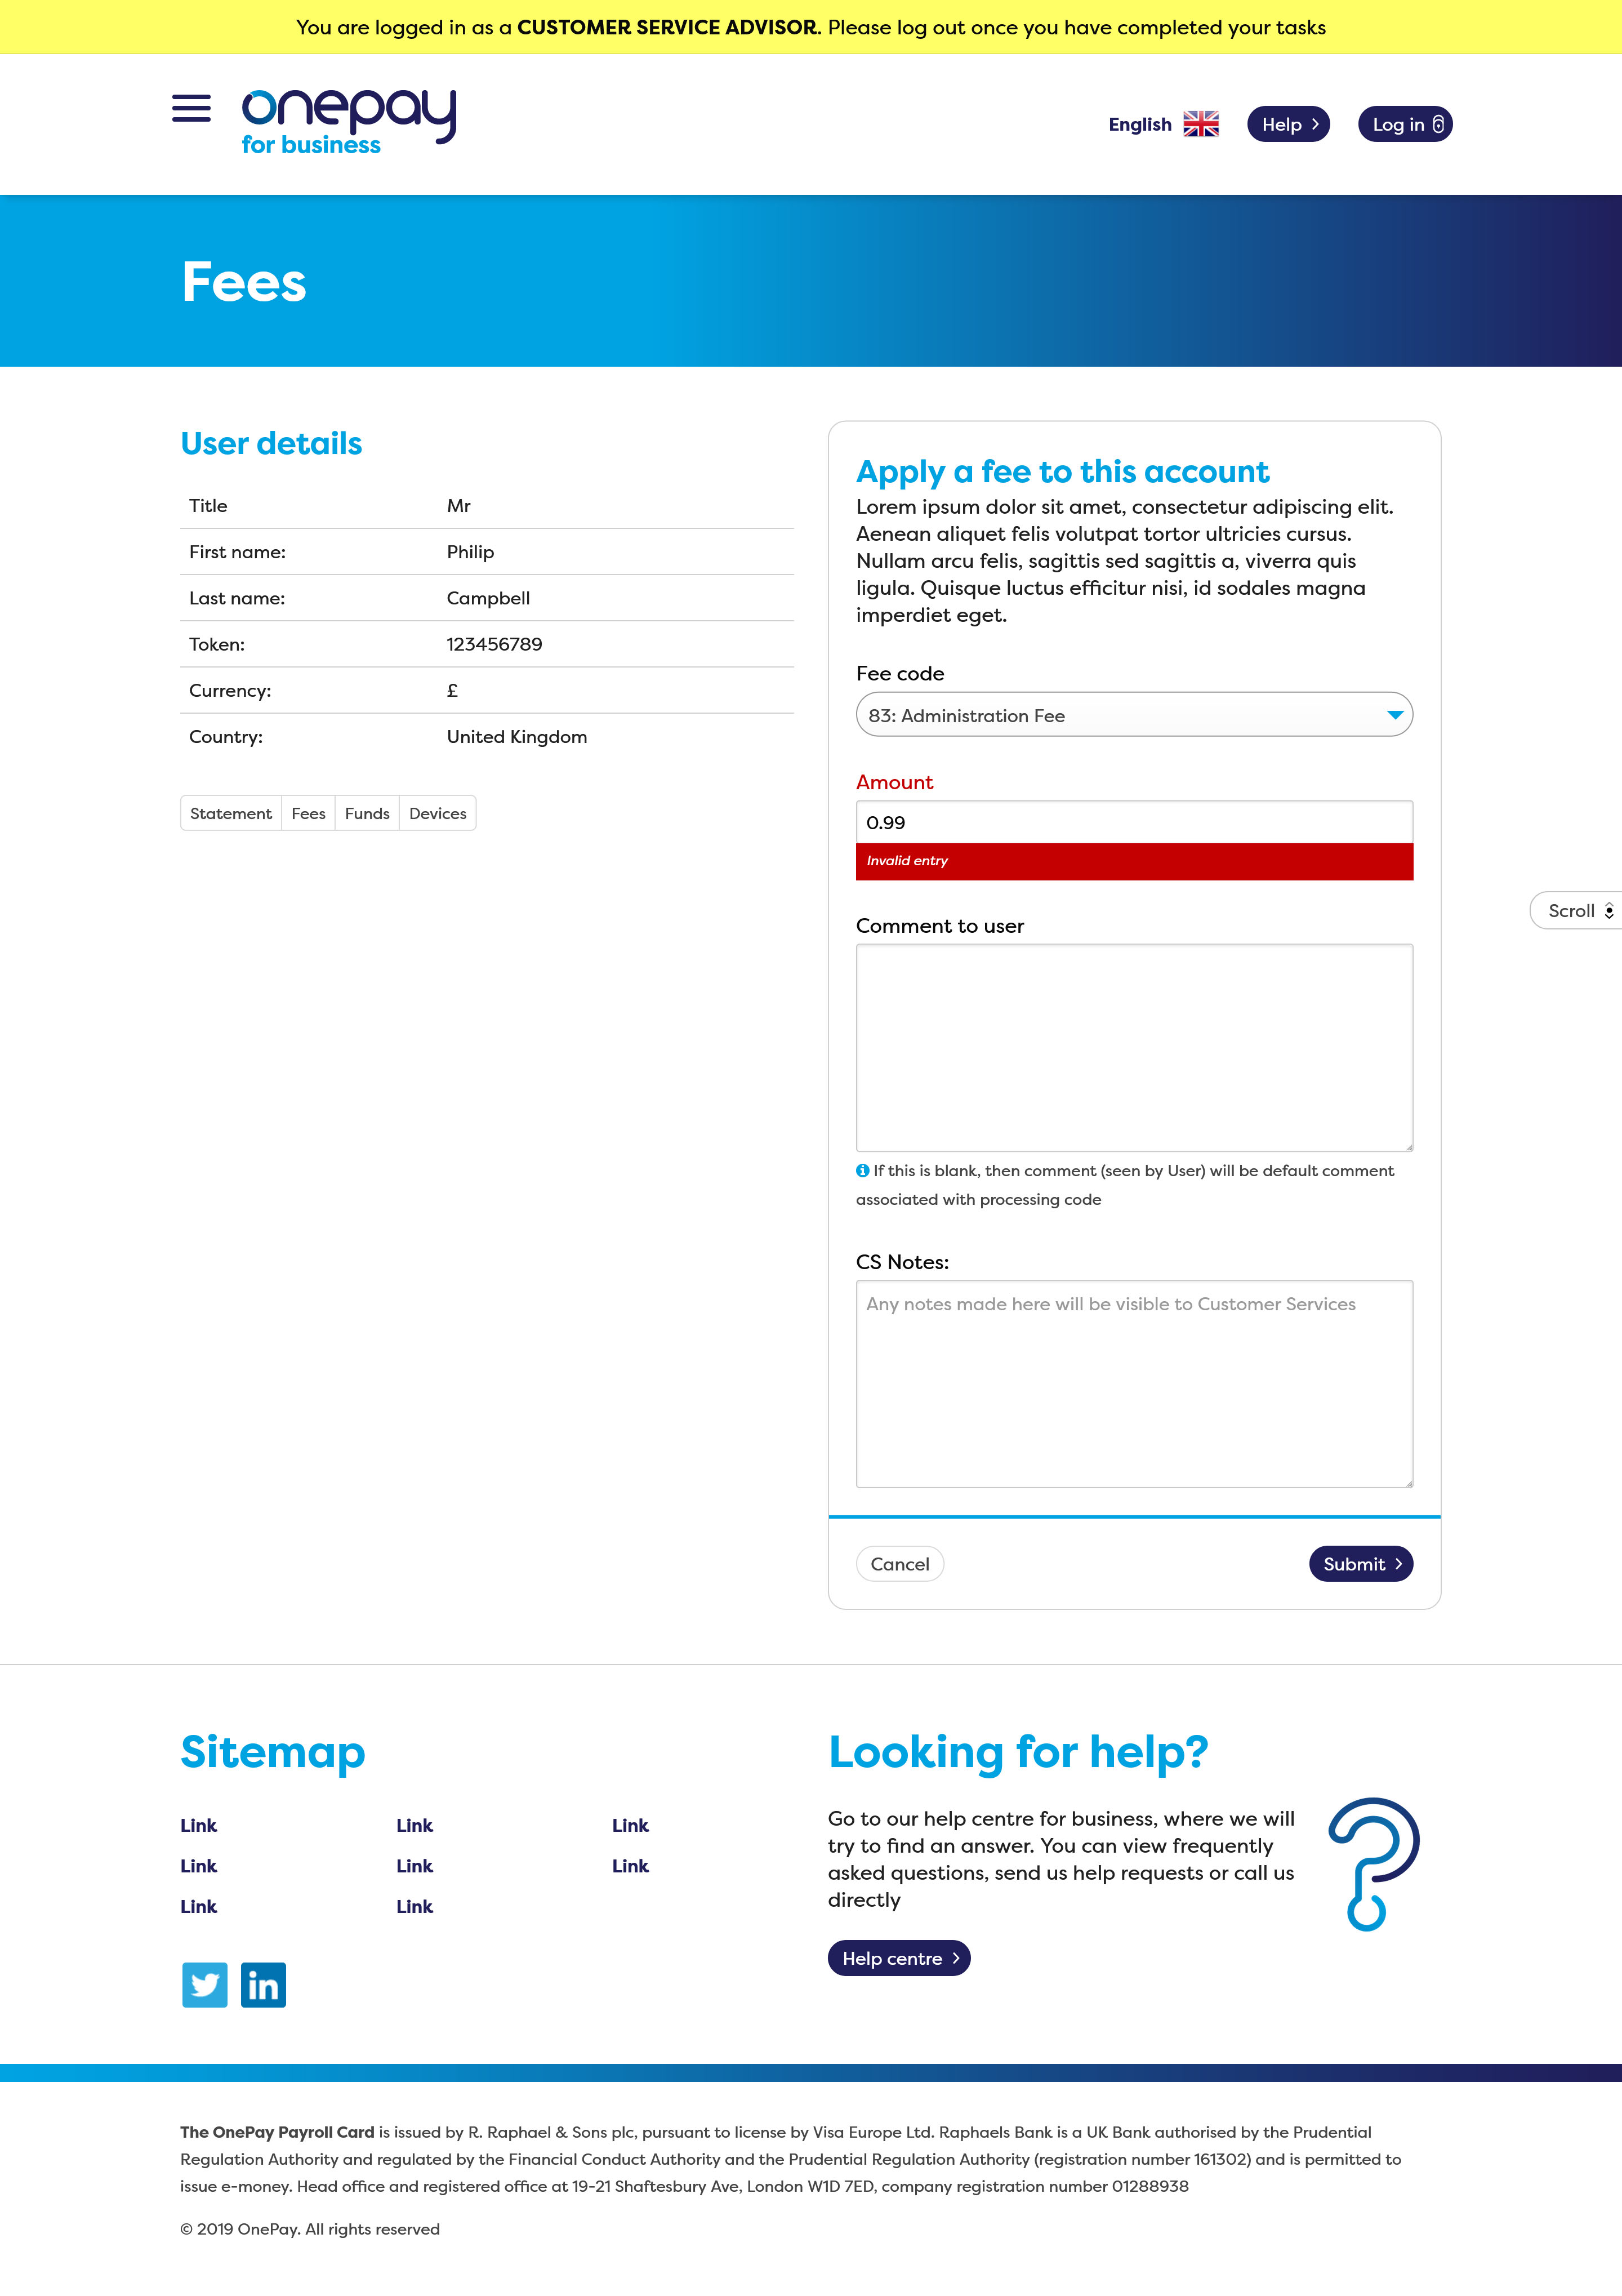 You are logged in as a CUSTOMER SERVICE ADVISOR. Please log out once you have completed your tasks
onepay
for business
English
Help
Log in
Fees
User details
Title Mr
First name: Philip
Last name: Campbell
Token: 123456789
Currency: £
Country: United Kingdom
Statement Fees Funds Devices
Apply a fee to this account
Lorem ipsum dolor sit amet, consectetur adipiscing elit.
Aenean aliquet felis volutpat tortor ultricies cursus.
Nullam arcu felis, sagittis sed sagittis a, viverra quis
ligula. Quisque luctus efficitur nisi, id sodales magna
imperdiet eget.
Fee code
83: Administration Fee
Amount
0.99
Invalid entry
Scroll
Comment to user
If this is blank, then comment (seen by User) will be default comment
associated with processing code
CS Notes:
Any notes made here will be visible to Customer Services
Cancel
Submit
Sitemap
Link Link Link
Link Link Link
Link Link
in
Looking for help?
Go to our help centre for business, where we will
try to find an answer. You can view frequently
asked questions, send us help requests or call us
directly
Help centre
The OnePay Payroll Card is issued by R. Raphael & Sons plc, pursuant to license by Visa Europe Ltd. Raphaels Bank is a UK Bank authorised by the Prudential
Regulation Authority and regulated by the Financial Conduct Authority and the Prudential Regulation Authority (registration number 161302) and is permitted to
issue e-money. Head office and registered office at 19-21 Shaftesbury Ave, London W1D 7ED, company registration number 01288938
© 2019 OnePay. All rights reserved